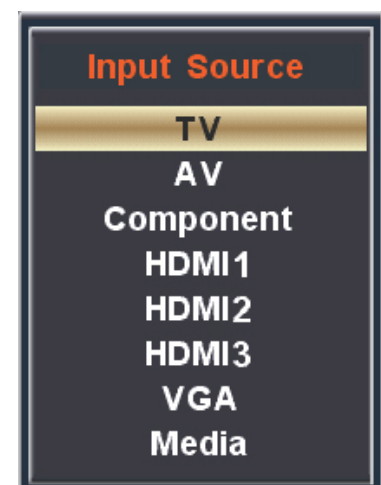 Input Source
TV
AV
Component
HDMI1
HDMI2
HDMI3
VGA
Media